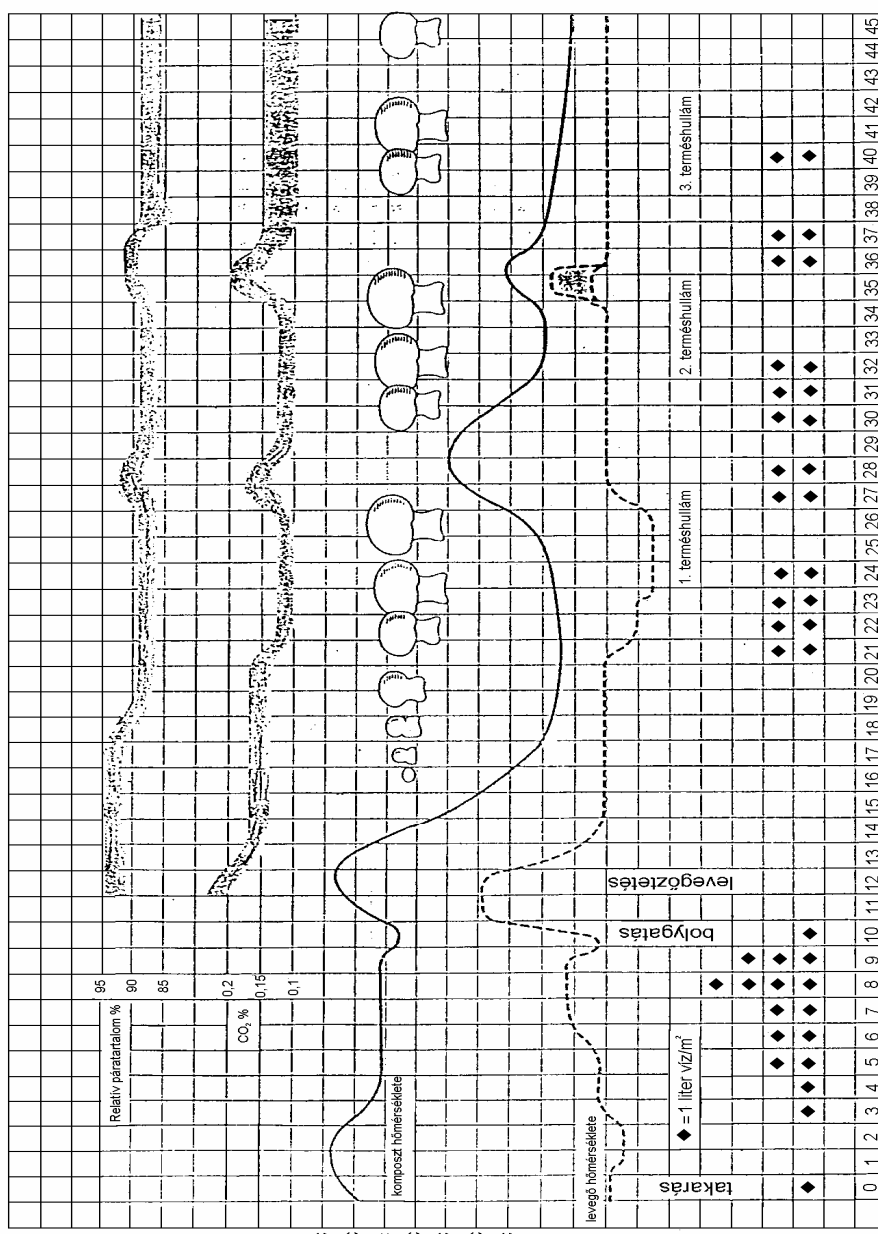 Relatív páratartalom %
95
90
85
CO₂ %
0,2
0,15
0,1
komposzt hőmérséklete
levegő hőmérséklete
◆ = 1 liter víz/m²
takarás
bolygatás
levegőztetés
1. terméshullám
2. terméshullám
3. terméshullám
0 1 2 3 4 5 6 7 8 9 10 11 12 13 14 15 16 17 18 19 20 21 22 23 24 25 26 27 28 29 30 31 32 33 34 35 36 37 38 39 40 41 42 43 44 45